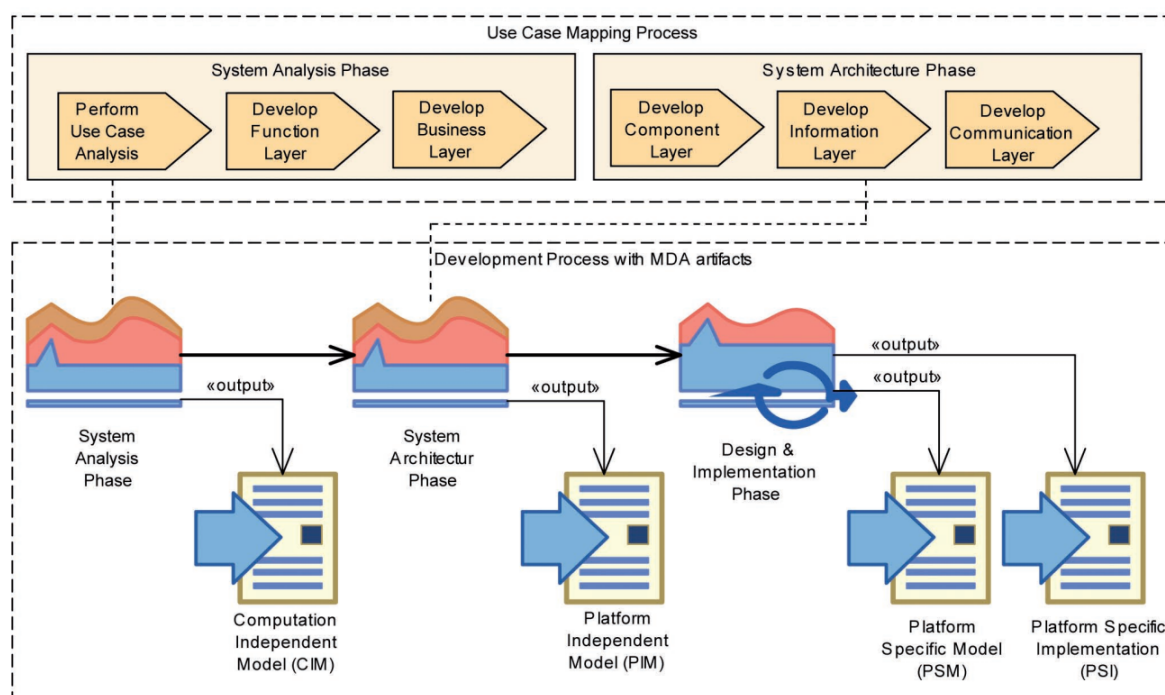 Use Case Mapping Process
System Analysis Phase
Perform
Use Case
Analysis
Develop
Function
Layer
Develop
Business
Layer
System Architecture Phase
Develop
Component
Layer
Develop
Information
Layer
Develop
Communication
Layer
Development Process with MDA artifacts
«output»
«output»
«output»
«output»
System
Analysis
Phase
System
Architectur
Phase
Design &
Implementation
Phase
Computation
Independent
Model (CIM)
Platform
Independent
Model (PIM)
Platform
Specific Model
(PSM)
Platform Specific
Implementation
(PSI)